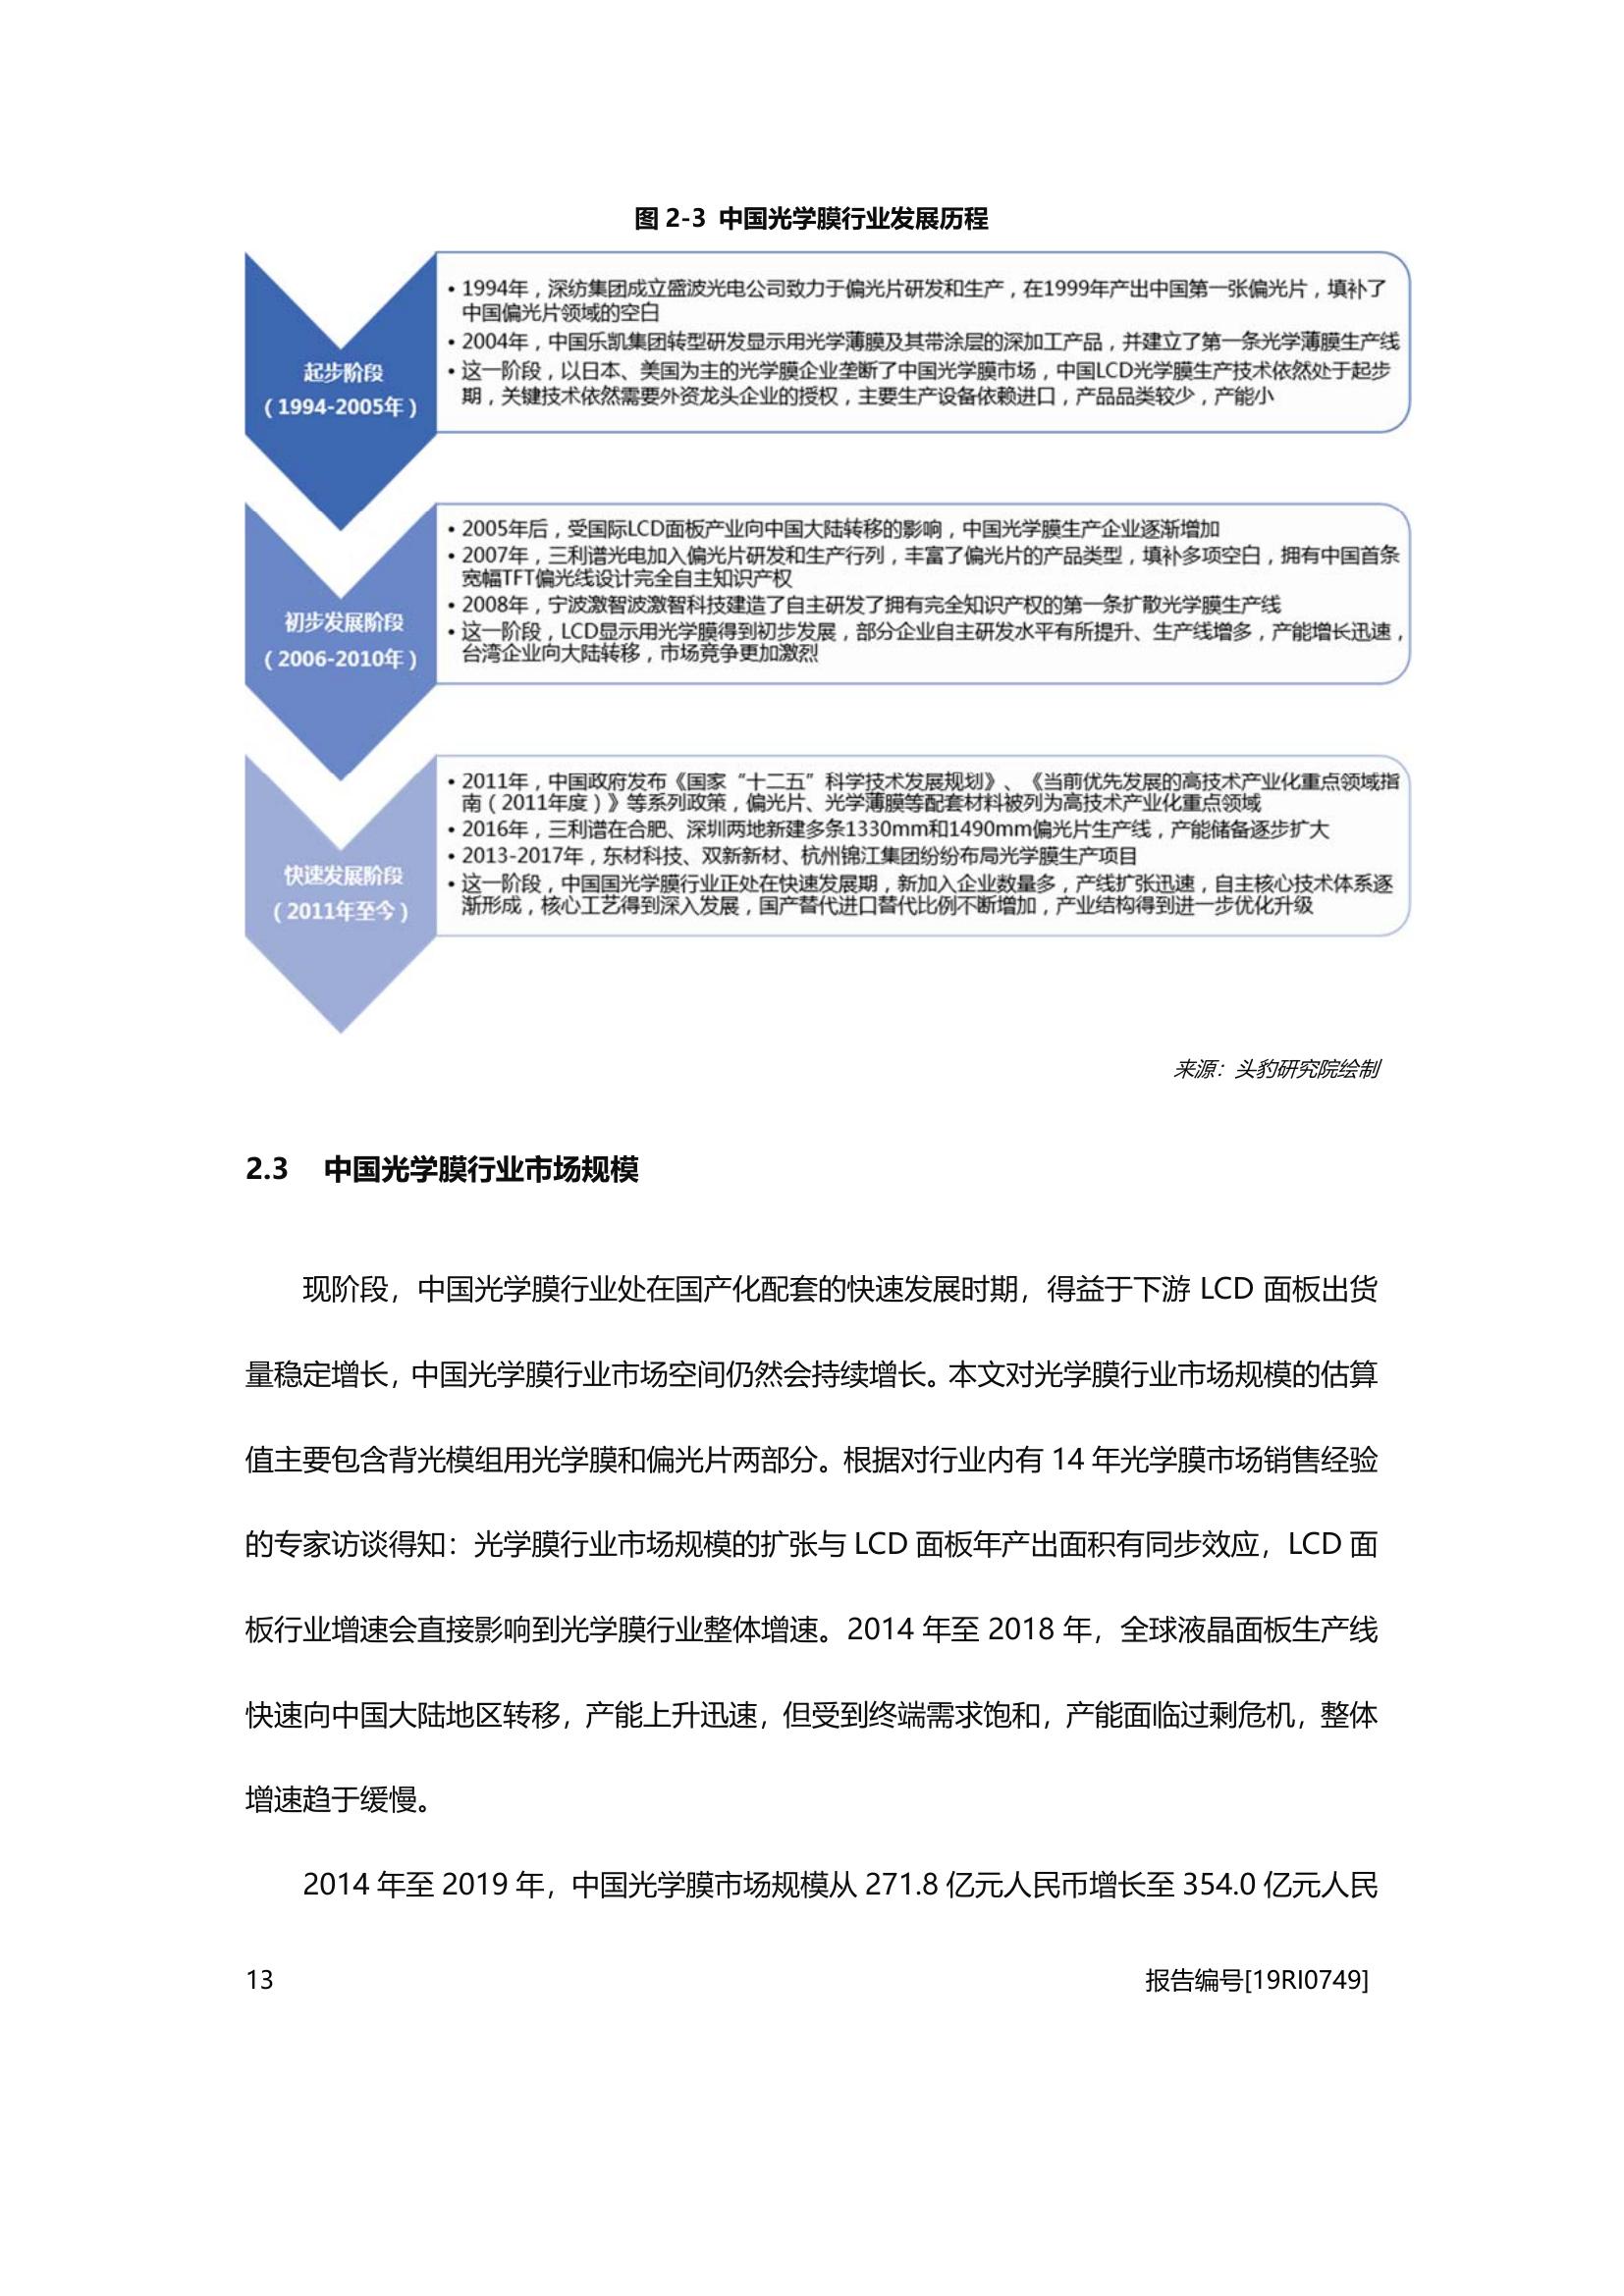 图 2-3 中国光学膜行业发展历程
起步阶段
（1994-2005年）
• 1994年，深纺集团成立盛波光电公司致力于偏光片研发和生产，在1999年产出中国第一张偏光片，填补了
中国偏光片领域的空白
• 2004年，中国乐凯集团转型研发显示用光学薄膜及其带涂层的深加工产品，并建立了第一条光学薄膜生产线
• 这一阶段，以日本、美国为主的光学膜企业垄断了中国光学膜市场，中国LCD光学膜生产技术依然处于起步
期，关键技术依然需要外资龙头企业的授权，主要生产设备依赖进口，产品品类较少，产能小
初步发展阶段
（2006-2010年）
• 2005年后，受国际LCD面板产业向中国大陆转移的影响，中国光学膜生产企业逐渐增加
• 2007年，三利谱光电加入偏光片研发和生产行列，丰富了偏光片的产品类型，填补多项空白，拥有中国首条
宽幅TFT偏光线设计完全自主知识产权
• 2008年，宁波激智波激智科技建造了自主研发了拥有完全知识产权的第一条扩散光学膜生产线
• 这一阶段，LCD显示用光学膜得到初步发展，部分企业自主研发水平有所提升、生产线增多，产能增长迅速，
台湾企业向大陆转移，市场竞争更加激烈
快速发展阶段
（2011年至今）
• 2011年，中国政府发布《国家“十二五”科学技术发展规划》、《当前优先发展的高技术产业化重点领域指
南（2011年度）》等系列政策，偏光片、光学薄膜等配套材料被列为高技术产业化重点领域
• 2016年，三利谱在合肥、深圳两地新建多条1330mm和1490mm偏光片生产线，产能储备逐步扩大
• 2013-2017年，东材科技、双新新材、杭州锦江集团纷纷布局光学膜生产项目
• 这一阶段，中国国光学膜行业正处在快速发展期，新加入企业数量多，产线扩张迅速，自主核心技术体系逐
渐形成，核心工艺得到深入发展，国产替代进口替代比例不断增加，产业结构得到进一步优化升级
来源：头豹研究院绘制
2.3 中国光学膜行业市场规模
现阶段，中国光学膜行业处在国产化配套的快速发展时期，得益于下游 LCD 面板出货
量稳定增长，中国光学膜行业市场空间仍然会持续增长。本文对光学膜行业市场规模的估算
值主要包含背光模组用光学膜和偏光片两部分。根据对行业内有 14 年光学膜市场销售经验
的专家访谈得知：光学膜行业市场规模的扩张与 LCD 面板年产出面积有同步效应，LCD 面
板行业增速会直接影响到光学膜行业整体增速。2014 年至 2018 年，全球液晶面板生产线
快速向中国大陆地区转移，产能上升迅速，但受到终端需求饱和，产能面临过剩危机，整体
增速趋于缓慢。
2014 年至 2019 年，中国光学膜市场规模从 271.8 亿元人民币增长至 354.0 亿元人民
13
报告编号[19RI0749]